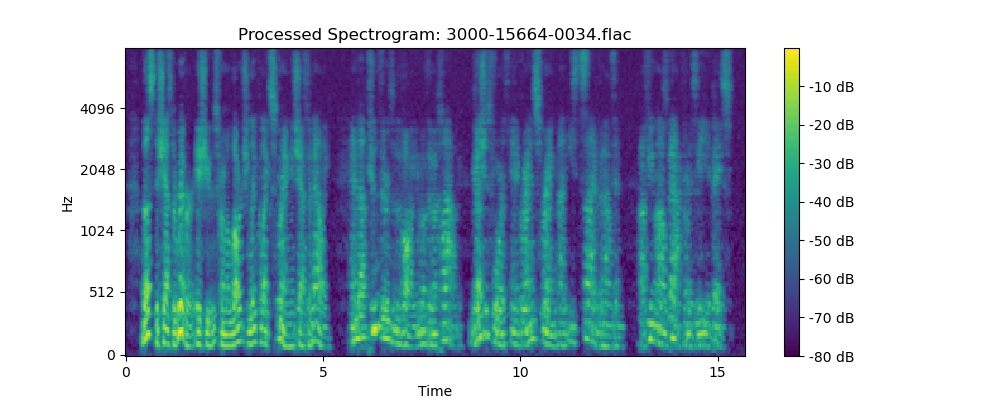 Processed Spectrogram: 3000-15664-0034.flac
Hz
4096
2048
1024
512
0
0 5 10 15
Time
-10 dB
-20 dB
-30 dB
-40 dB
-50 dB
-60 dB
-70 dB
-80 dB